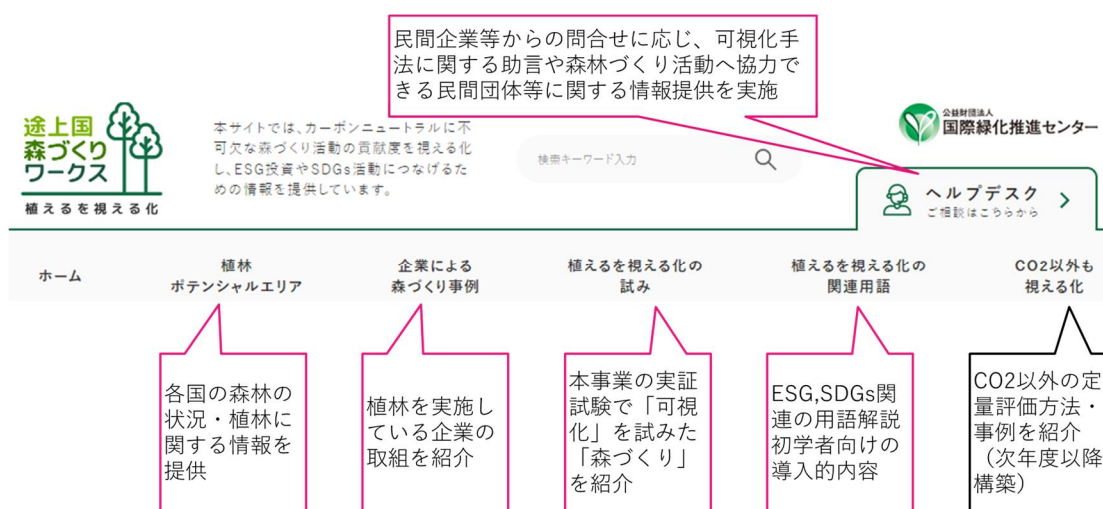 民間企業等からの問合せに応じ、可視化手
法に関する助言や森林づくり活動へ協力で
きる民間団体等に関する情報提供を実施
途上国
森づくり
ワークス
植えるを視える化
本サイトでは、カーボンニュートラルに不
可欠な森づくり活動の貢献度を視える化
し、ESG投資やSDGs活動につなげるた
めの情報を提供しています。
検索キーワード入力
公益財団法人
国際緑化推進センター
ヘルプデスク
ご相談はこちらから
ホーム
植林
ポテンシャルエリア
企業による
森づくり事例
植えるを視える化の
試み
植えるを視える化の
関連用語
CO2以外も
視える化
各国の森林の
状況・植林に
関する情報を
提供
植林を実施し
ている企業の
取組を紹介
本事業の実証
試験で「可視
化」を試みた
「森づくり」
を紹介
ESG,SDGs関
連の用語解説
初学者向けの
導入的内容
CO2以外の定
量評価方法・
事例を紹介
（次年度以降
構築）